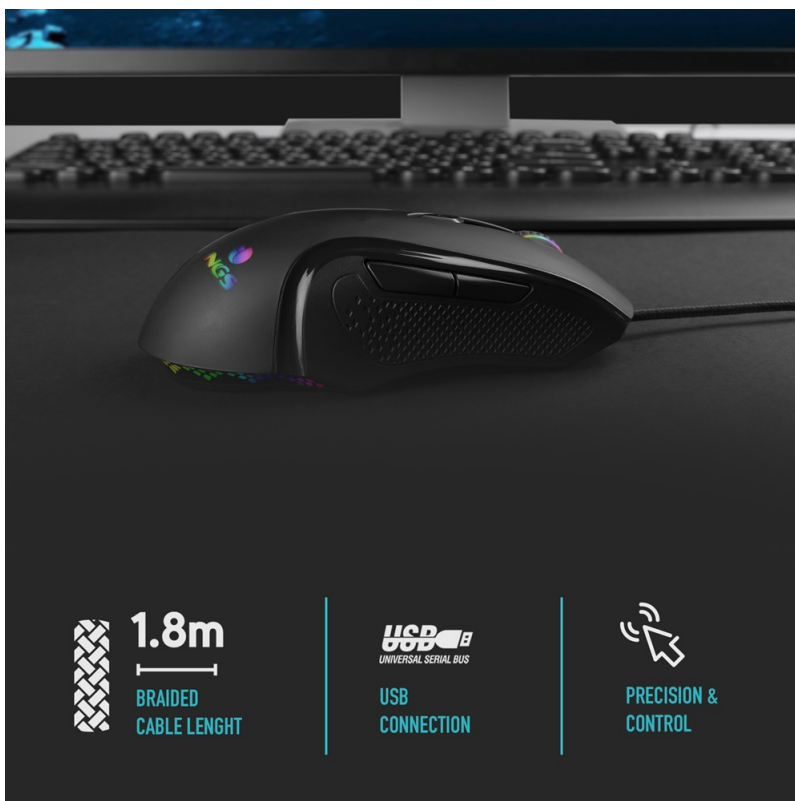 NGS
1.8m
BRAIDED
CABLE LENGHT
USB
UNIVERSAL SERIAL BUS
USB
CONNECTION
PRECISION &
CONTROL